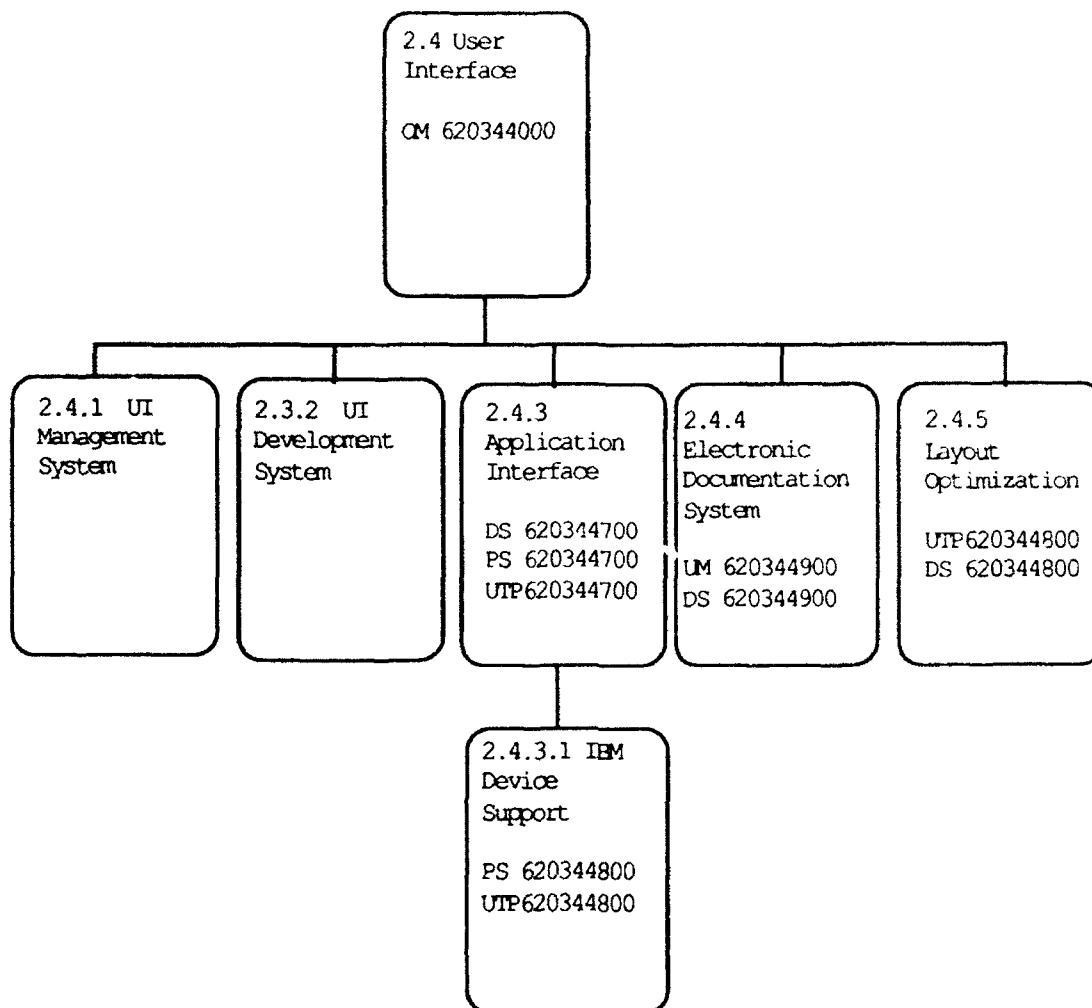 2.4 User
Interface
OM 620344000
2.4.1 UI
Management
System
2.3.2 UI
Development
System
2.4.3
Application
Interface
DS 620344700
PS 620344700
UTP620344700
2.4.4
Electronic
Documentation
System
UM 620344900
DS 620344900
2.4.5
Layout
Optimization
UTP620344800
DS 620344800
2.4.3.1 IBM
Device
Support
PS 620344800
UTP620344800